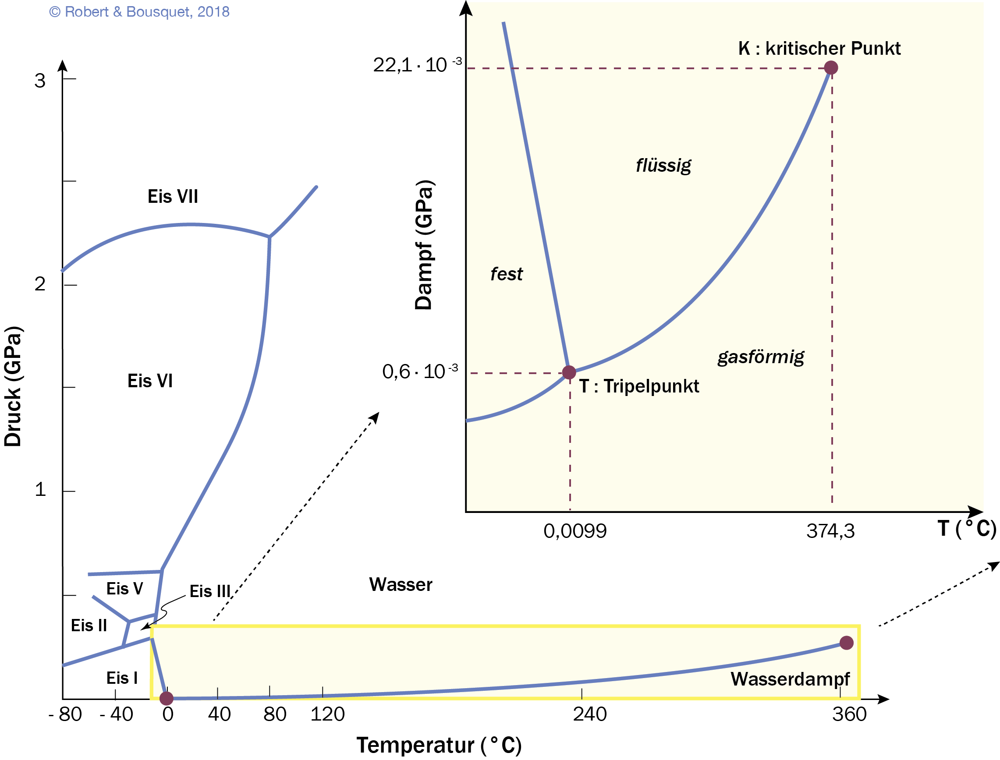 © Robert & Bousquet, 2018
K : kritischer Punkt
22,1 · 10 -3
3
flüssig
Eis VII
Dampf (GPa)
fest
2
gasförmig
0,6 · 10 -3
Eis VI
T : Tripelpunkt
Druck (GPa)
1
0,0099
374,3
T (°C)
Wasser
Eis V
Eis III
Eis II
Eis I
Wasserdampf
- 80
- 40
0
40
80
120
240
360
Temperatur (°C)